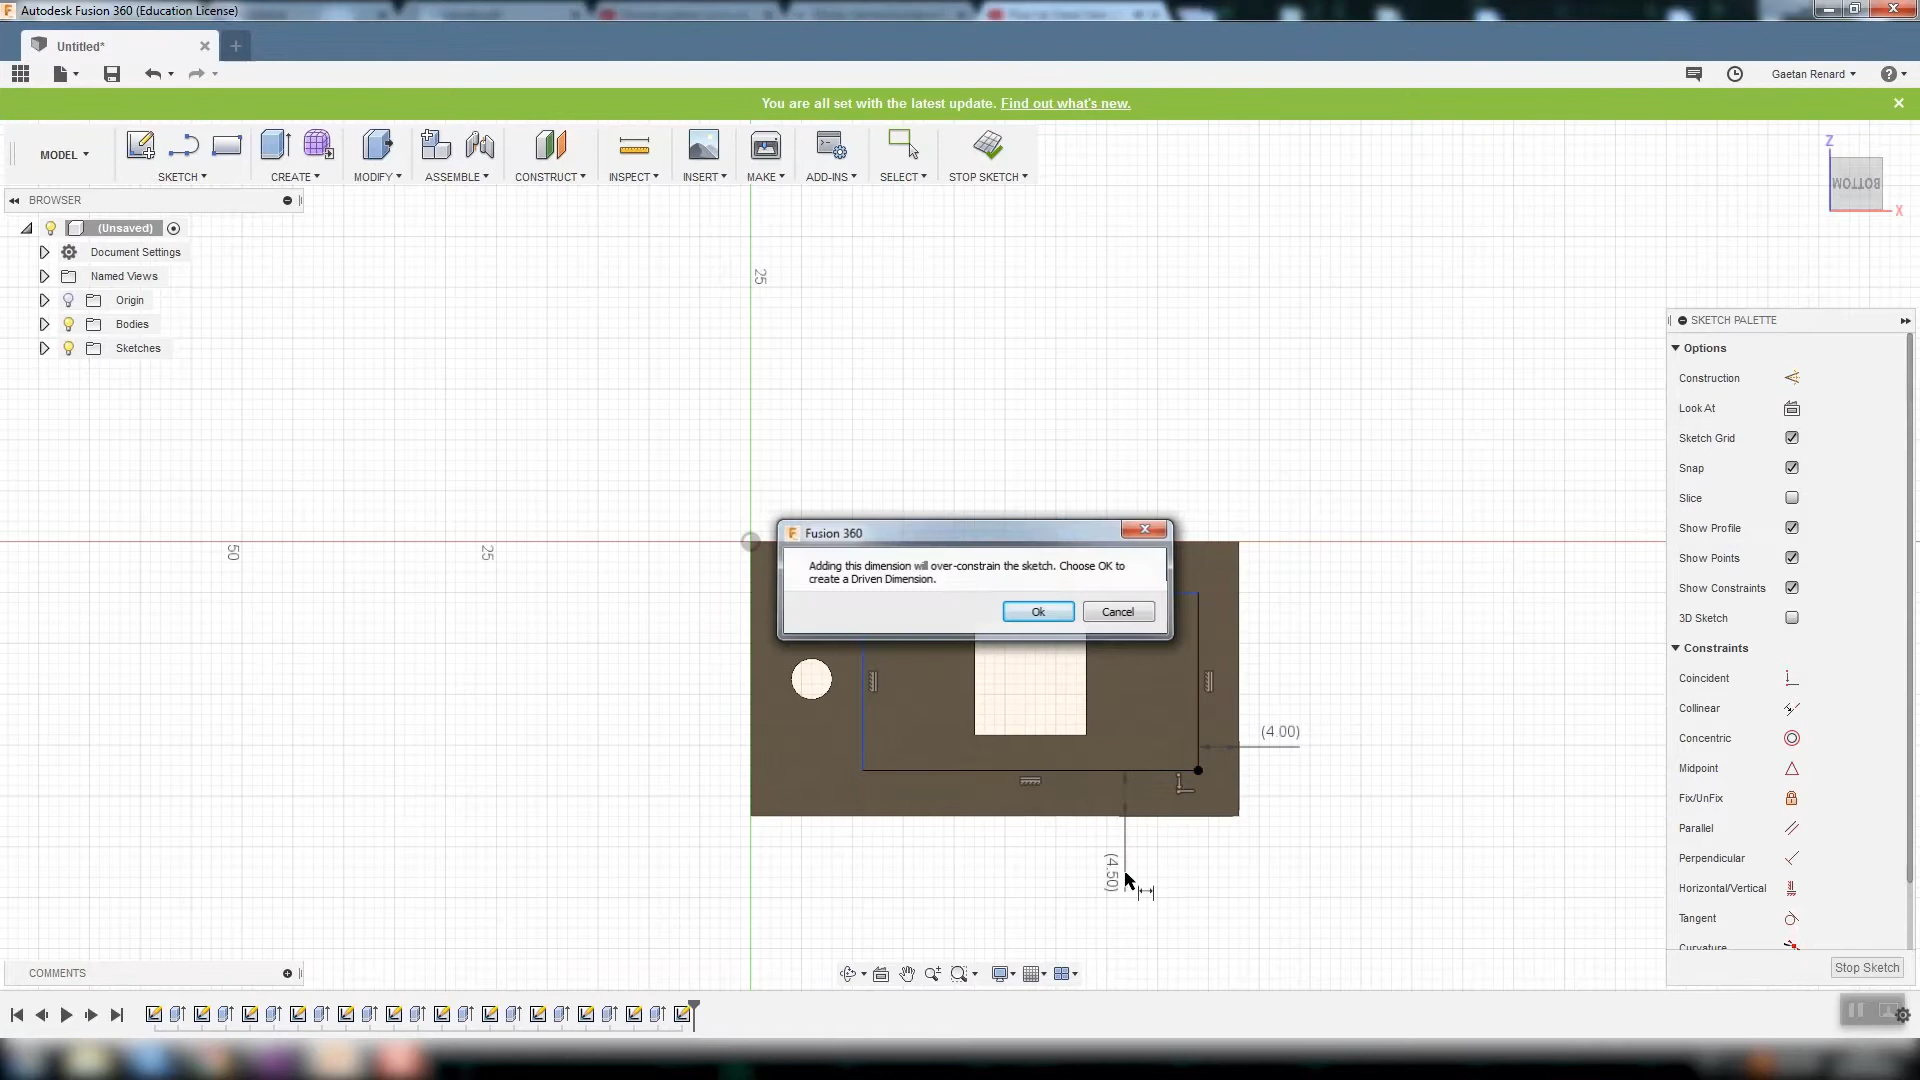 Autodesk Fusion 360 (Education License)
Untitled*
Gaetan Renard
You are all set with the latest update. Find out what's new.
MODEL
SKETCH
CREATE
MODIFY
ASSEMBLE
CONSTRUCT
INSPECT
INSERT
MAKE
ADD-INS
SELECT
STOP SKETCH
Z
BOTTOM
X
BROWSER
(Unsaved)
Document Settings
Named Views
Origin
Bodies
Sketches
25
50
25
Fusion 360
Adding this dimension will over-constrain the sketch. Choose OK to
create a Driven Dimension.
Ok
Cancel
(4.00)
(4.50)
SKETCH PALETTE
Options
Construction
Look At
Sketch Grid
Snap
Slice
Show Profile
Show Points
Show Constraints
3D Sketch
Constraints
Coincident
Collinear
Concentric
Midpoint
Fix/UnFix
Parallel
Perpendicular
Horizontal/Vertical
Tangent
Curvature
Stop Sketch
COMMENTS